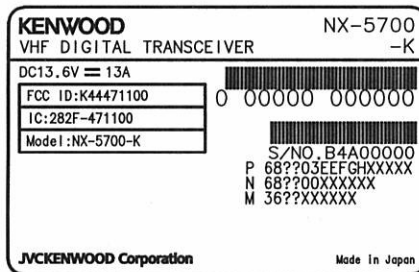 KENWOOD NX-5700
VHF DIGITAL TRANSCEIVER -K
DC13.6V ⎓ 13A
FCC ID:K44471100
0 00000 000000
IC:282F-471100
Model:NX-5700-K
S/NO.B4A00000
P 68??03EEFGHXXXXX
N 68??00XXXXXX
M 36??XXXXXX
JVCKENWOOD Corporation Made in Japan